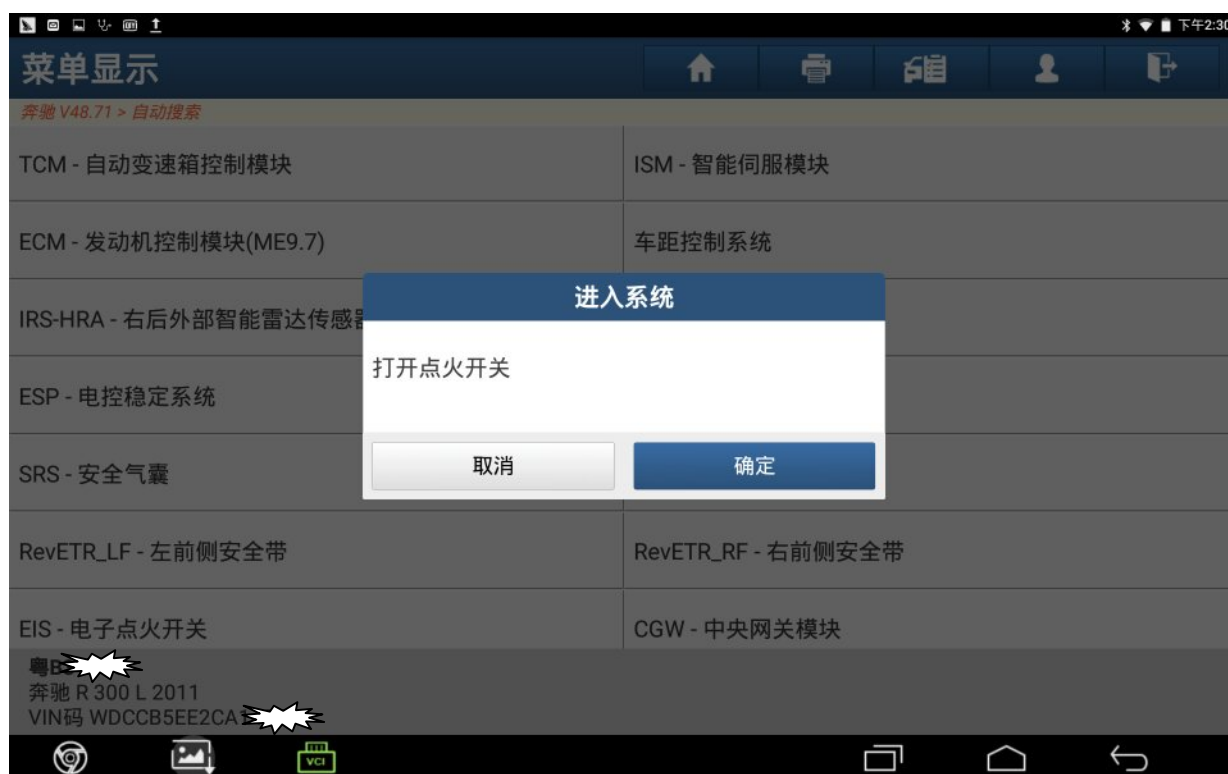 下午2:30
菜单显示
奔驰 V48.71 > 自动搜索
TCM - 自动变速箱控制模块
ISM - 智能伺服模块
ECM - 发动机控制模块(ME9.7)
车距控制系统
进入系统
IRS-HRA - 右后外部智能雷达传感器
打开点火开关
ESP - 电控稳定系统
取消
确定
SRS - 安全气囊
RevETR_LF - 左前侧安全带
RevETR_RF - 右前侧安全带
EIS - 电子点火开关
CGW - 中央网关模块
粤B
奔驰 R 300 L 2011
VIN码 WDCCB5EE2CA
VCI